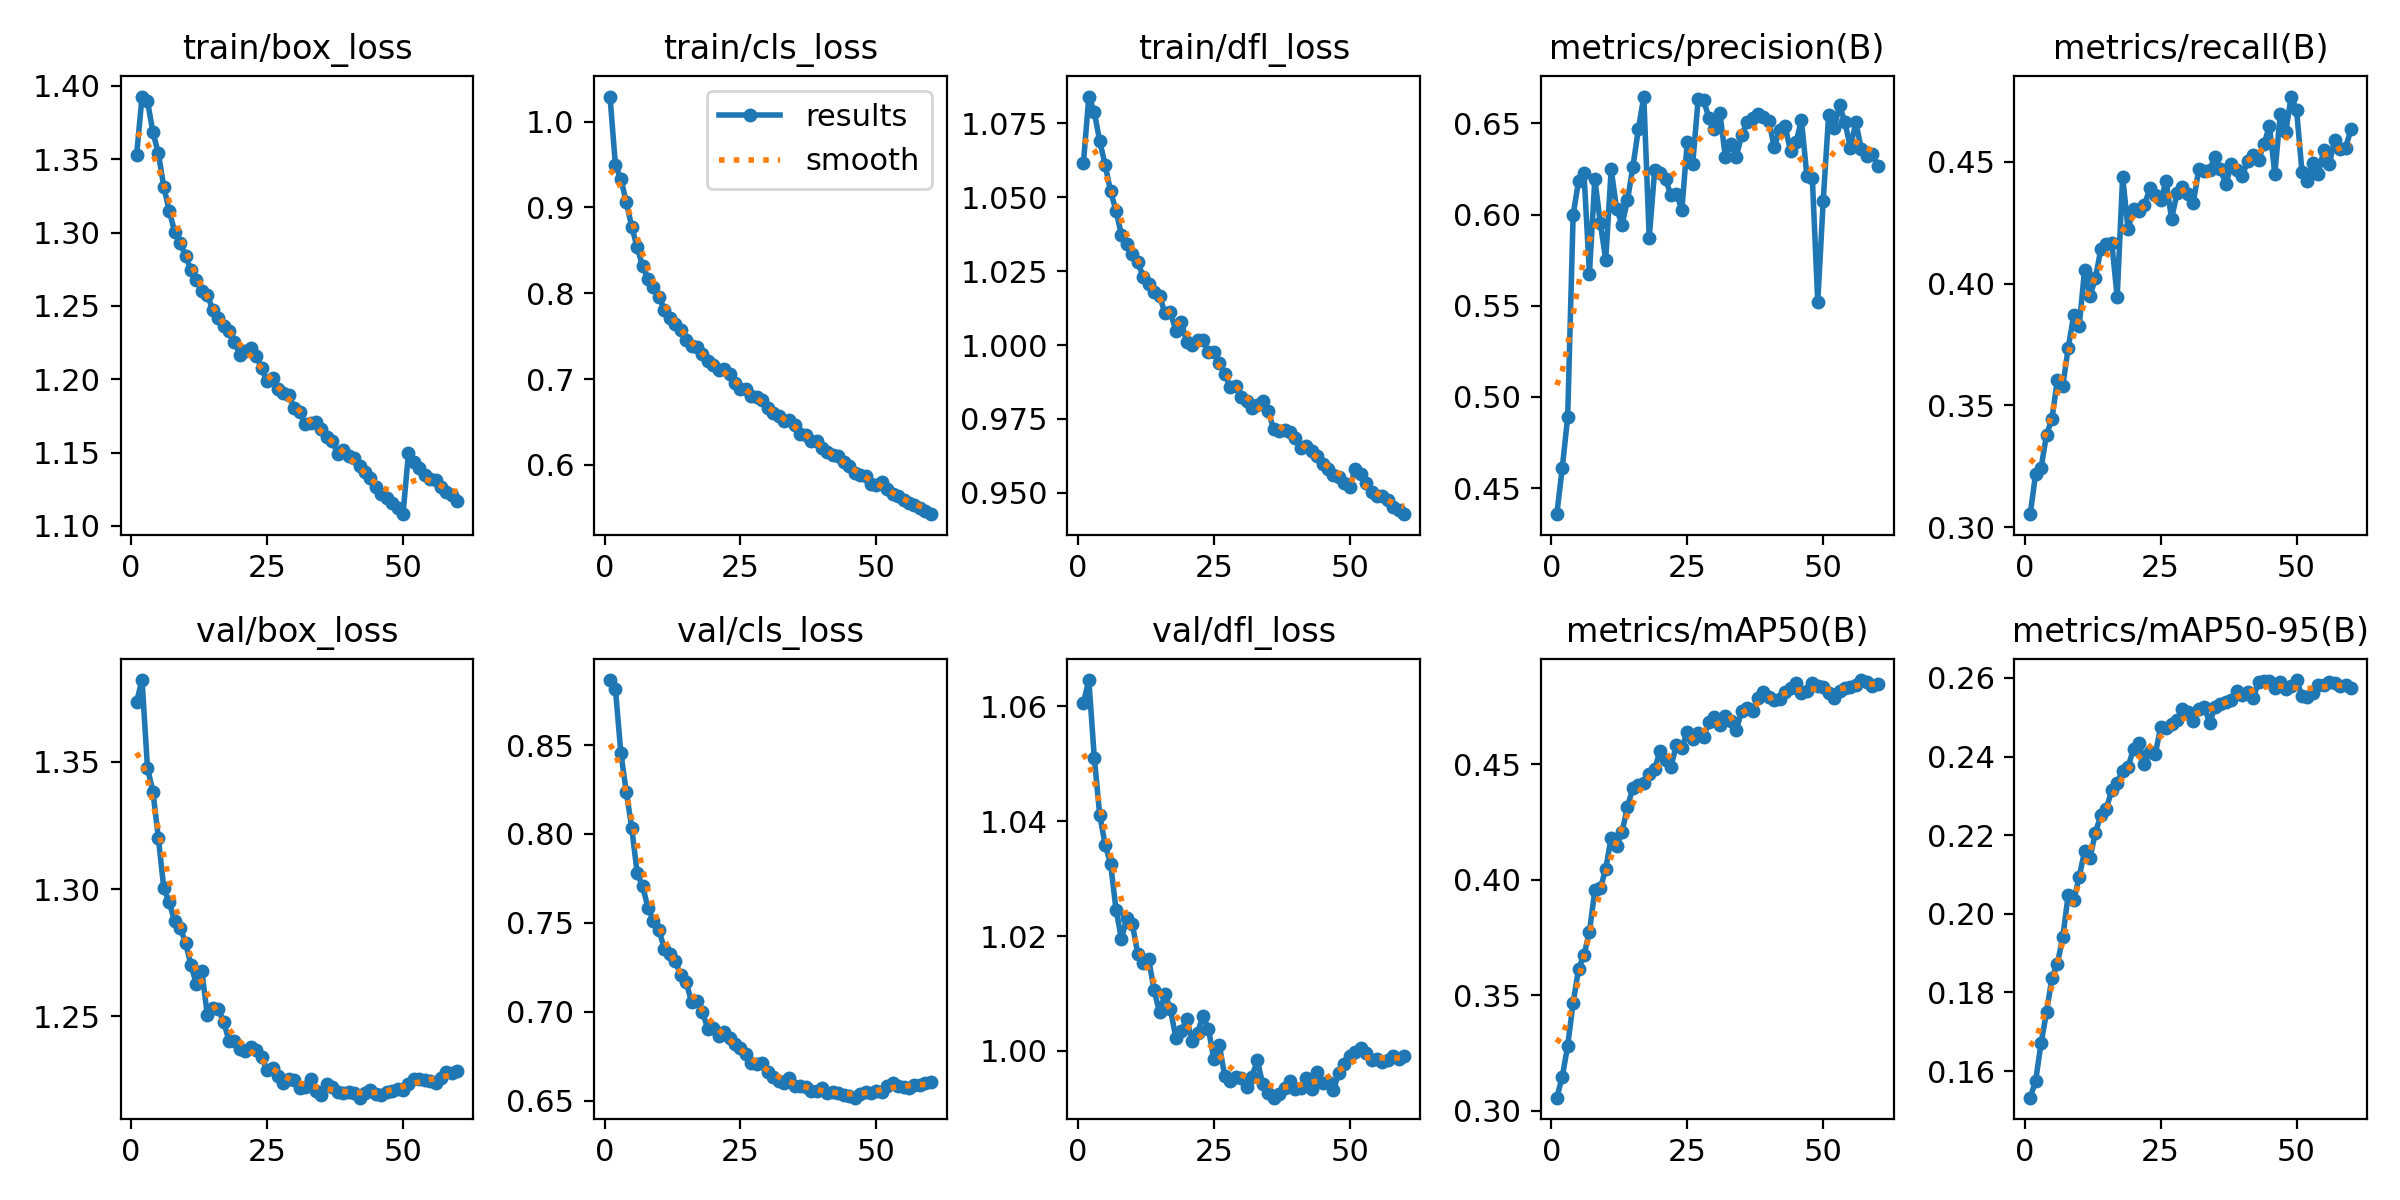 train/box_loss
1.40
1.35
1.30
1.25
1.20
1.15
1.10
0 25 50
train/cls_loss
results
smooth
1.0
0.9
0.8
0.7
0.6
0 25 50
train/dfl_loss
1.075
1.050
1.025
1.000
0.975
0.950
0 25 50
metrics/precision(B)
0.65
0.60
0.55
0.50
0.45
0 25 50
metrics/recall(B)
0.45
0.40
0.35
0.30
0 25 50
val/box_loss
1.35
1.30
1.25
0 25 50
val/cls_loss
0.85
0.80
0.75
0.70
0.65
0 25 50
val/dfl_loss
1.06
1.04
1.02
1.00
0 25 50
metrics/mAP50(B)
0.45
0.40
0.35
0.30
0 25 50
metrics/mAP50-95(B)
0.26
0.24
0.22
0.20
0.18
0.16
0 25 50